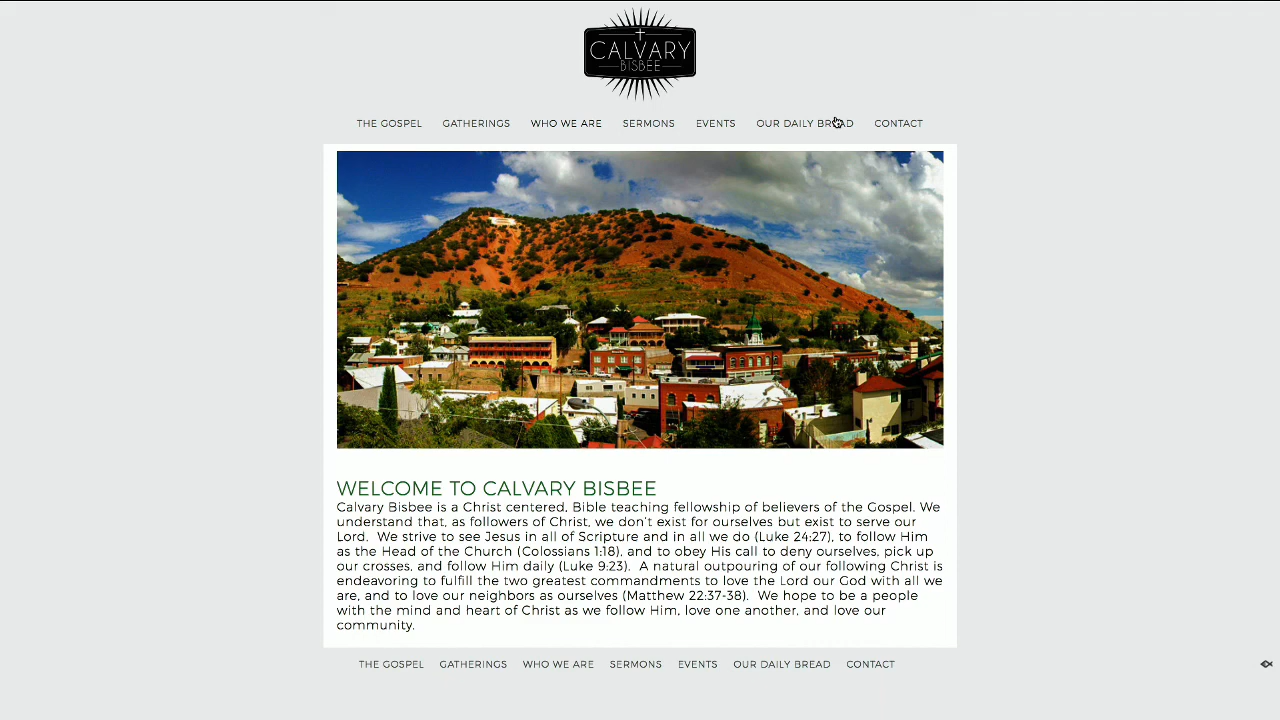 CALVARY
BISBEE
THE GOSPEL GATHERINGS WHO WE ARE SERMONS EVENTS OUR DAILY BREAD CONTACT
WELCOME TO CALVARY BISBEE
Calvary Bisbee is a Christ centered, Bible teaching fellowship of believers of the Gospel. We
understand that, as followers of Christ, we don't exist for ourselves but exist to serve our
Lord. We strive to see Jesus in all of Scripture and in all we do (Luke 24:27), to follow Him
as the Head of the Church (Colossians 1:18), and to obey His call to deny ourselves, pick up
our crosses, and follow Him daily (Luke 9:23). A natural outpouring of our following Christ is
endeavoring to fulfill the two greatest commandments to love the Lord our God with all we
are, and to love our neighbors as ourselves (Matthew 22:37-38). We hope to be a people
with the mind and heart of Christ as we follow Him, love one another, and love our
community.
THE GOSPEL GATHERINGS WHO WE ARE SERMONS EVENTS OUR DAILY BREAD CONTACT